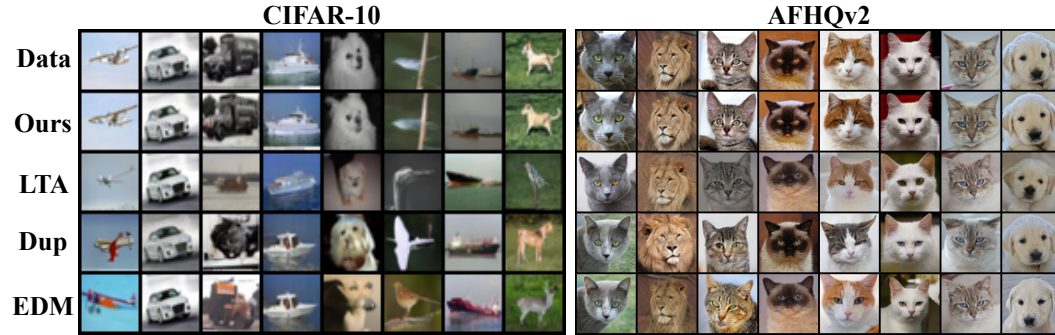 CIFAR-10
AFHQv2
Data
Ours
LTA
Dup
EDM